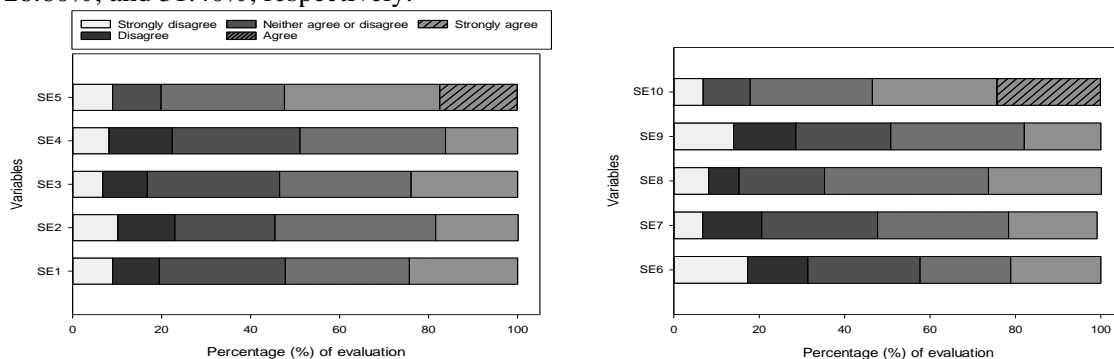 and respectively.
Strongly disagree Neither agree or disagree Strongly agree
Disagree Agree
SE5
SE4
SE3
SE2
SE1
Variables
0 20 40 60 80 100
Percentage (%) of evaluation
SE10
SE9
SE8
SE7
SE6
Variables
0 20 40 60 80 100
Percentage (%) of evaluation